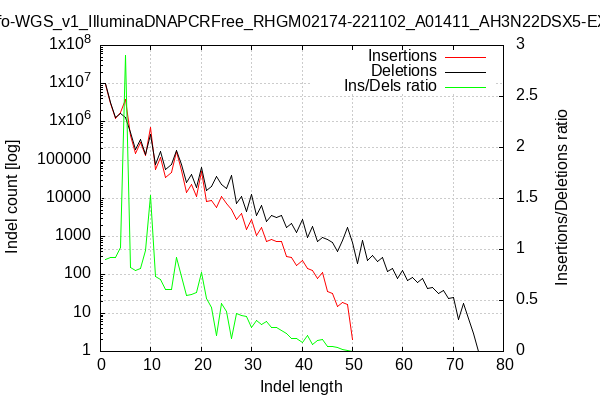 fo-WGS_v1_IlluminaDNAPCRFree_RHGM02174-221102_A01411_AH3N22DSX5-EX
Insertions
Deletions
Ins/Dels ratio
Indel count [log]
1x10^8
1x10^7
1x10^6
100000
10000
1000
100
10
1
3
2.5
2
1.5
1
0.5
0
Insertions/Deletions ratio
0 10 20 30 40 50 60 70 80
Indel length